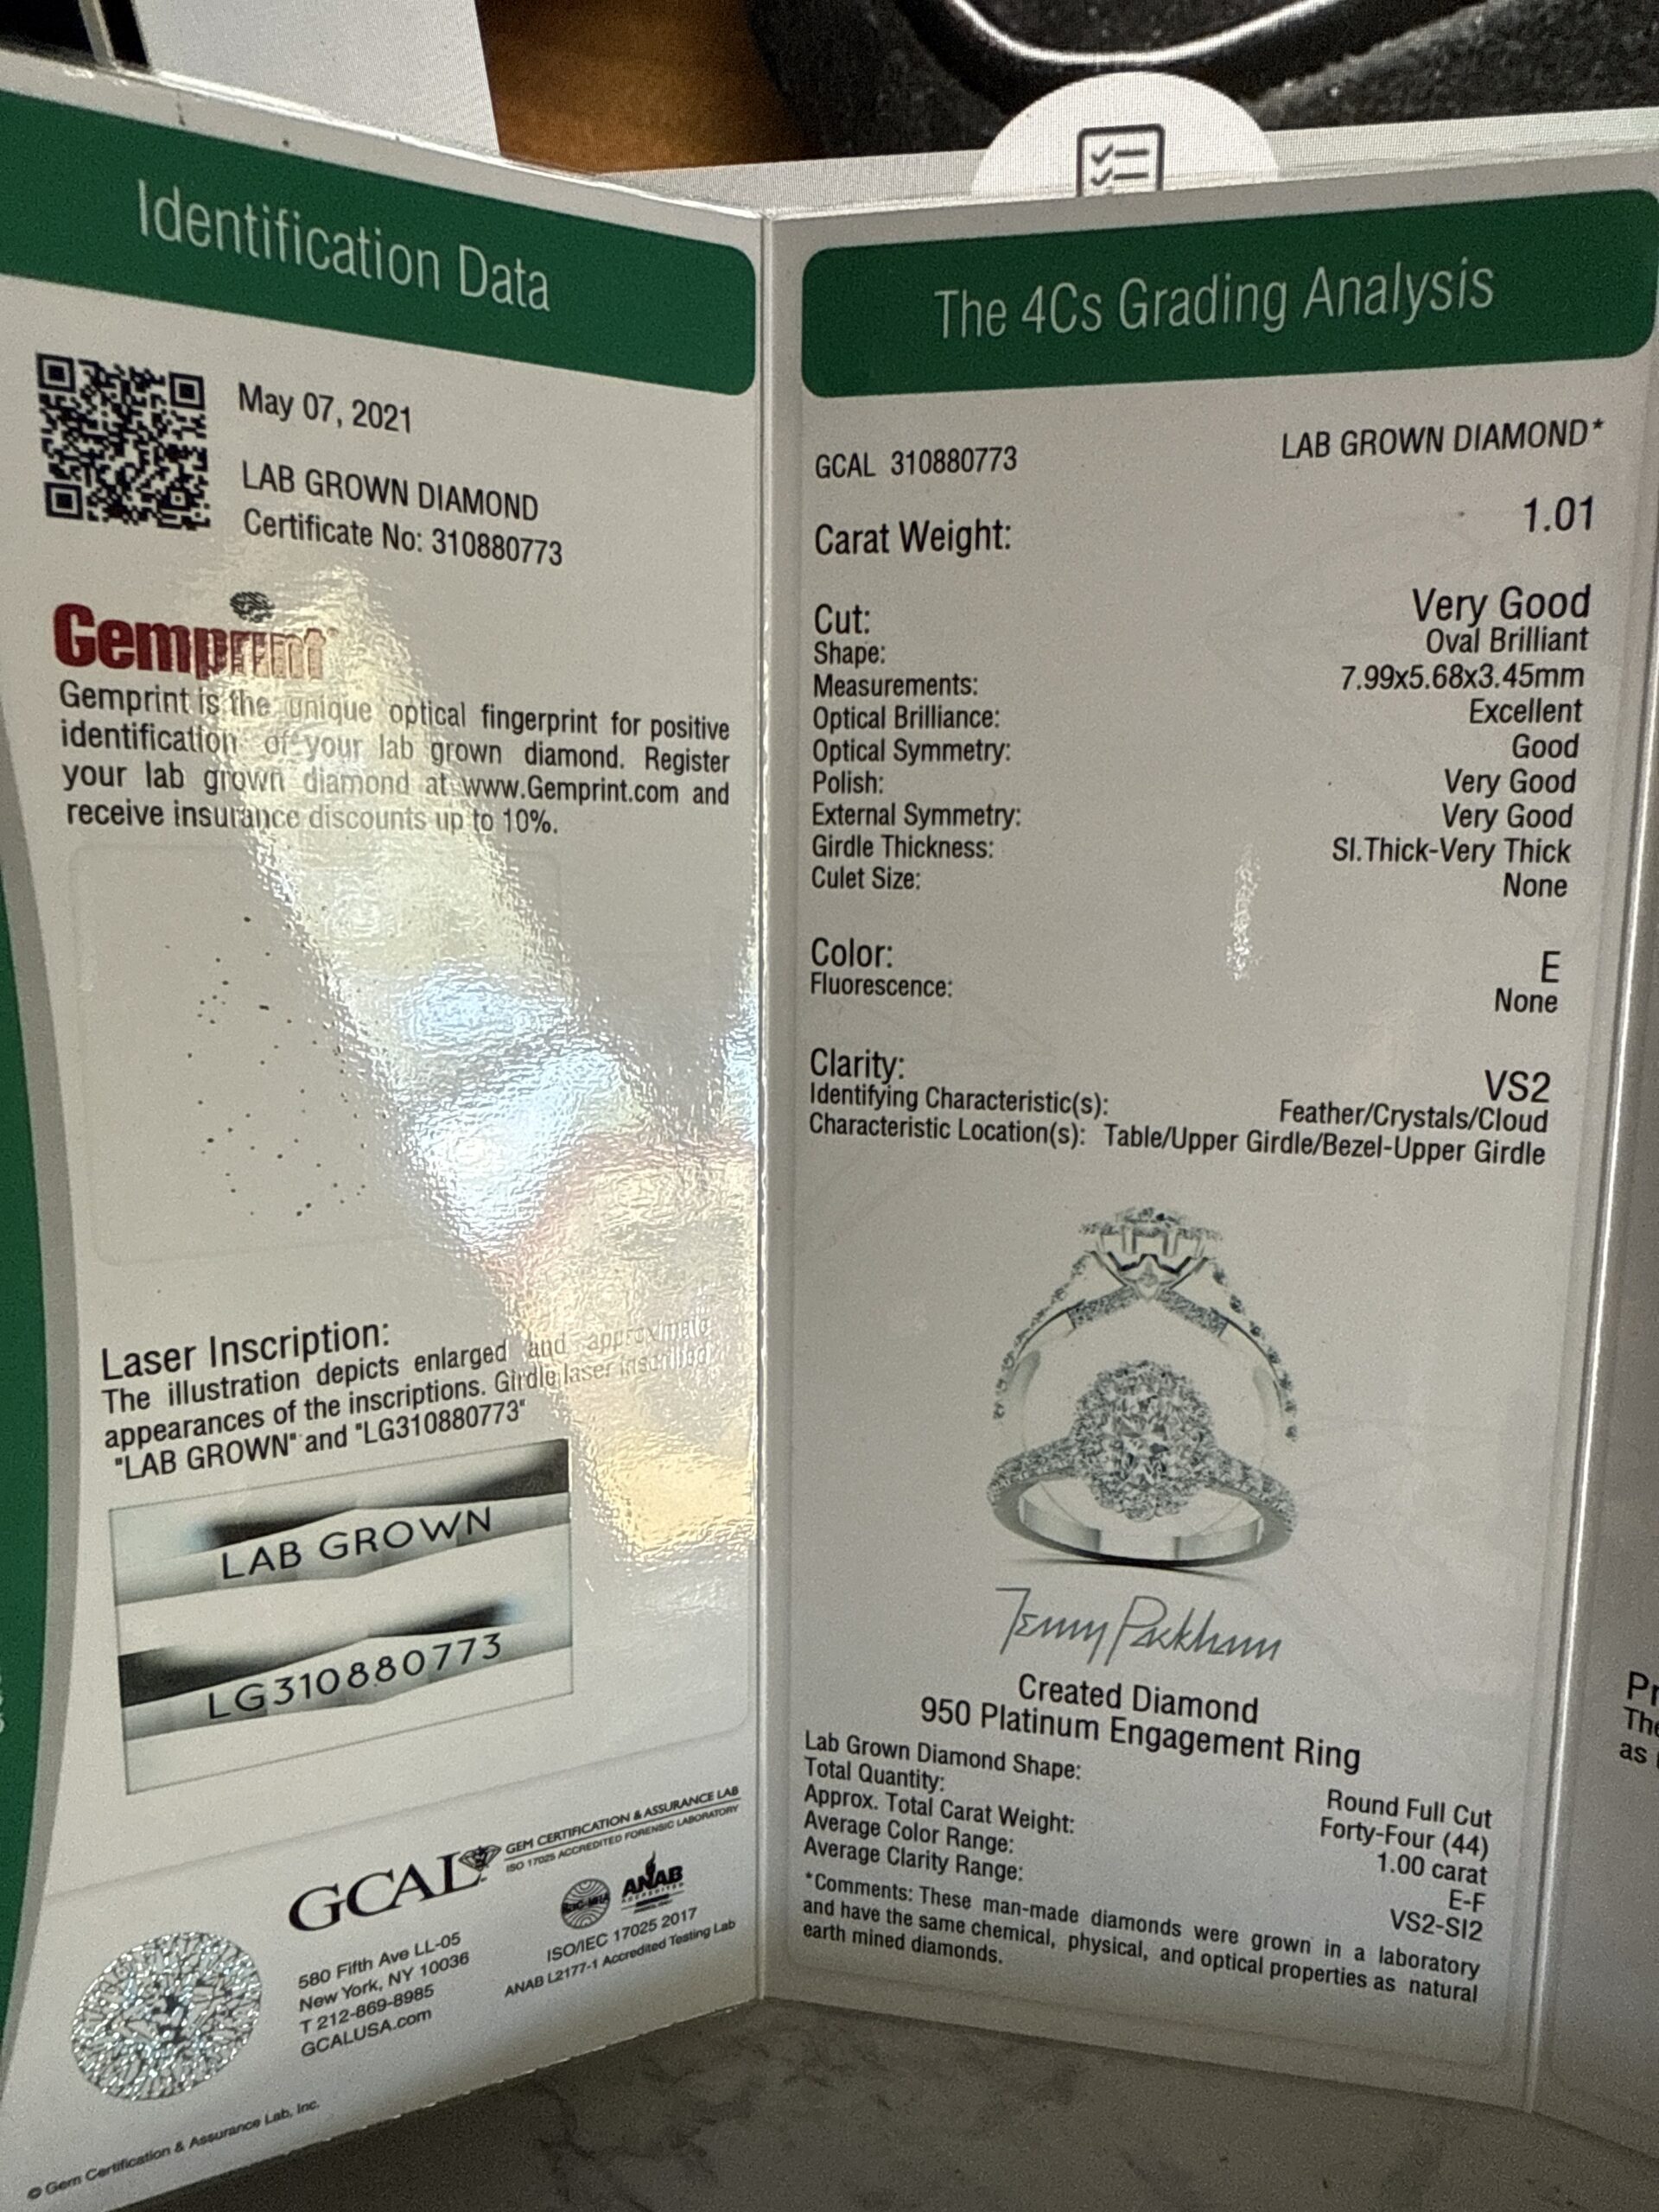 Identification Data
May 07, 2021
LAB GROWN DIAMOND
Certificate No: 310880773
Gemprint
Gemprint is the unique optical fingerprint for positive
identification of your lab grown diamond. Register
your lab grown diamond at www.Gemprint.com and
receive insurance discounts up to 10%.
Laser Inscription:
The illustration depicts enlarged and approximate
appearances of the inscriptions. Girdle laser inscribed
"LAB GROWN" and "LG310880773"
LAB GROWN
LG310880773
GCAL GEM CERTIFICATION & ASSURANCE LAB
ISO 17025 ACCREDITED FORENSIC LABORATORY
580 Fifth Ave LL-05
New York, NY 10036
T 212-869-8985
GCALUSA.com
ANAB
ACCREDITED
ISO/IEC 17025 2017
ANAB L2177-1 Accredited Testing Lab
© Gem Certification & Assurance Lab, Inc.
The 4Cs Grading Analysis
GCAL 310880773 LAB GROWN DIAMOND*
Carat Weight: 1.01
Cut: Very Good
Shape: Oval Brilliant
Measurements: 7.99x5.68x3.45mm
Optical Brilliance: Excellent
Optical Symmetry: Good
Polish: Very Good
External Symmetry: Very Good
Girdle Thickness: Sl.Thick-Very Thick
Culet Size: None
Color: E
Fluorescence: None
Clarity: VS2
Identifying Characteristic(s): Feather/Crystals/Cloud
Characteristic Location(s): Table/Upper Girdle/Bezel-Upper Girdle
Jenny Packham
Created Diamond
950 Platinum Engagement Ring
Lab Grown Diamond Shape: Round Full Cut
Total Quantity: Forty-Four (44)
Approx. Total Carat Weight: 1.00 carat
Average Color Range: E-F
Average Clarity Range: VS2-SI2
*Comments: These man-made diamonds were grown in a laboratory
and have the same chemical, physical, and optical properties as natural
earth mined diamonds.
as